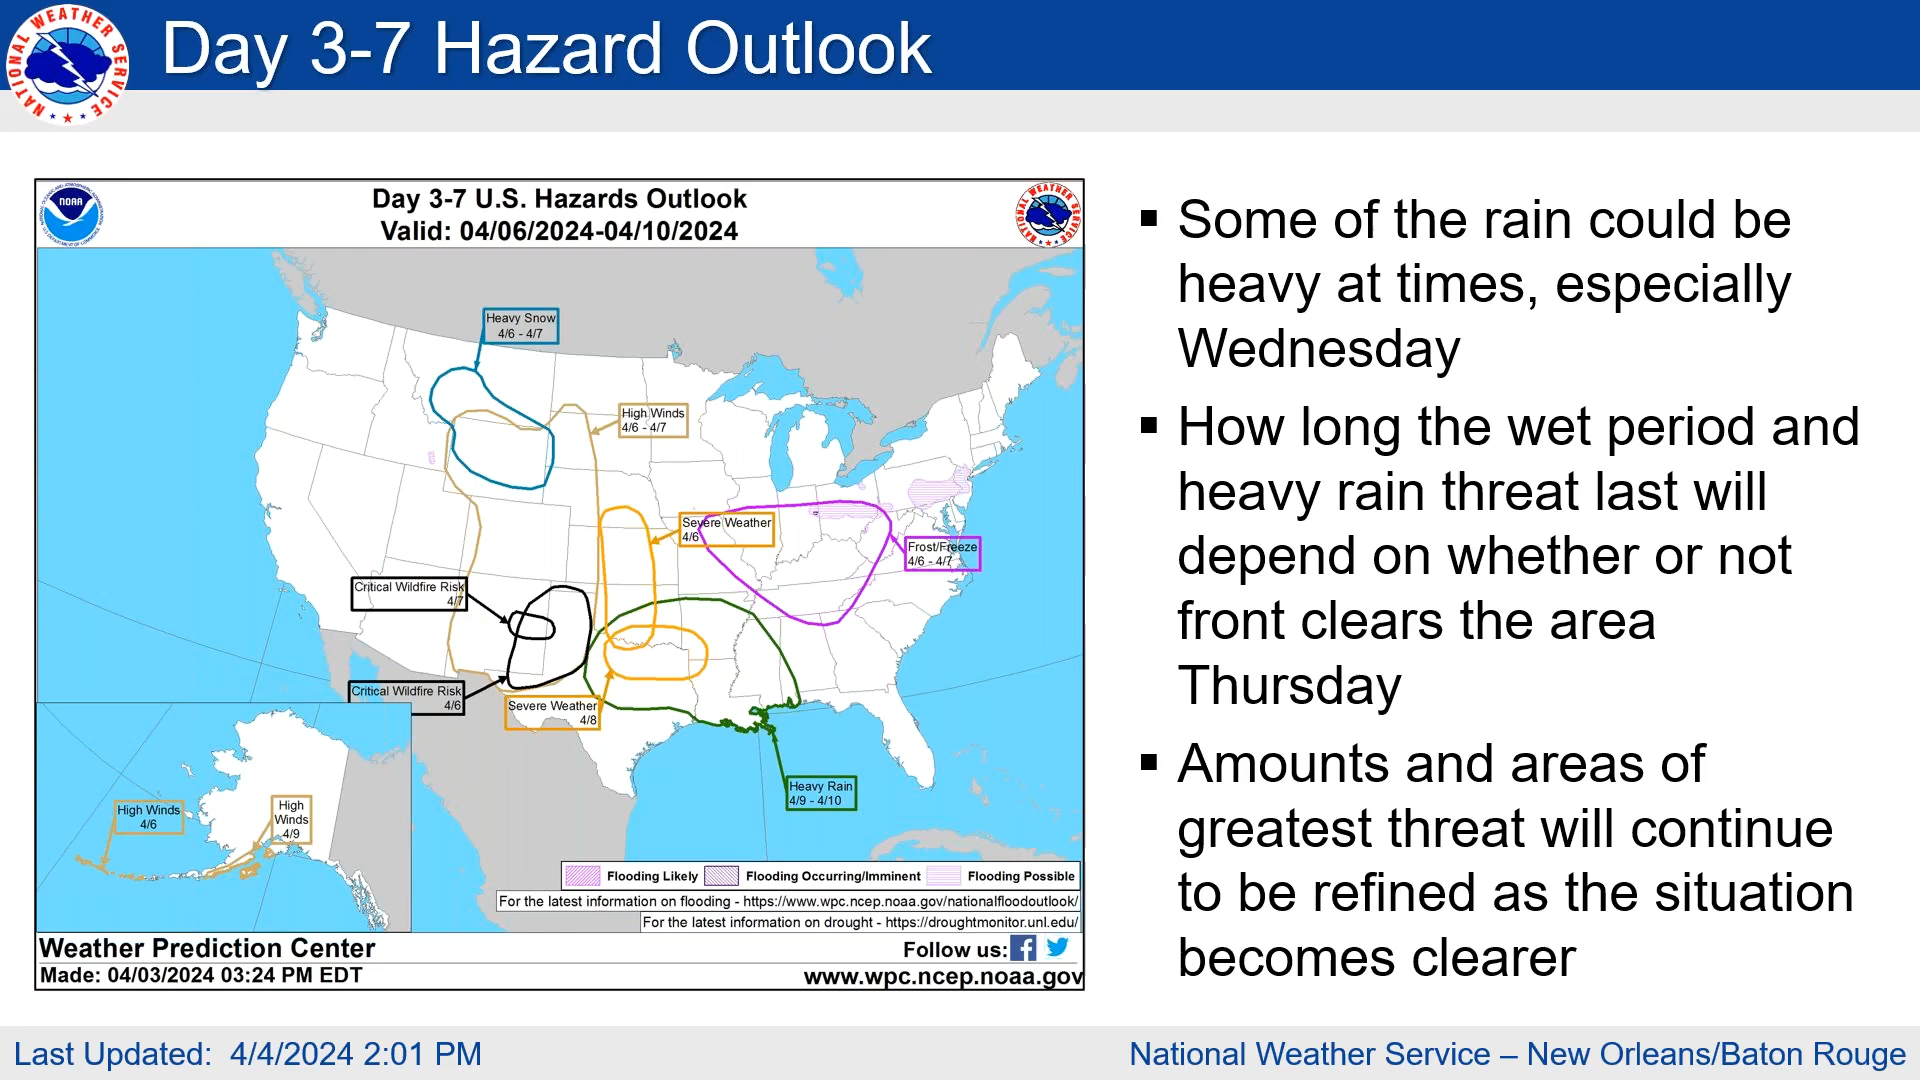 NATIONAL WEATHER SERVICE
Day 3-7 Hazard Outlook
NOAA
Day 3-7 U.S. Hazards Outlook
Valid: 04/06/2024-04/10/2024
NATIONAL WEATHER SERVICE
Heavy Snow
4/6 - 4/7
High Winds
4/6 - 4/7
Severe Weather
4/6
Frost/Freeze
4/6 - 4/7
Critical Wildfire Risk
4/7
Critical Wildfire Risk
4/6
Severe Weather
4/8
Heavy Rain
4/9 - 4/10
High Winds
4/6
High
Winds
4/9
Flooding Likely
Flooding Occurring/Imminent
Flooding Possible
For the latest information on flooding - https://www.wpc.ncep.noaa.gov/nationalfloodoutlook/
For the latest information on drought - https://droughtmonitor.unl.edu/
Weather Prediction Center
Follow us:
Made: 04/03/2024 03:24 PM EDT
www.wpc.ncep.noaa.gov
▪ Some of the rain could be
heavy at times, especially
Wednesday
▪ How long the wet period and
heavy rain threat last will
depend on whether or not
front clears the area
Thursday
▪ Amounts and areas of
greatest threat will continue
to be refined as the situation
becomes clearer
Last Updated: 4/4/2024 2:01 PM
National Weather Service – New Orleans/Baton Rouge